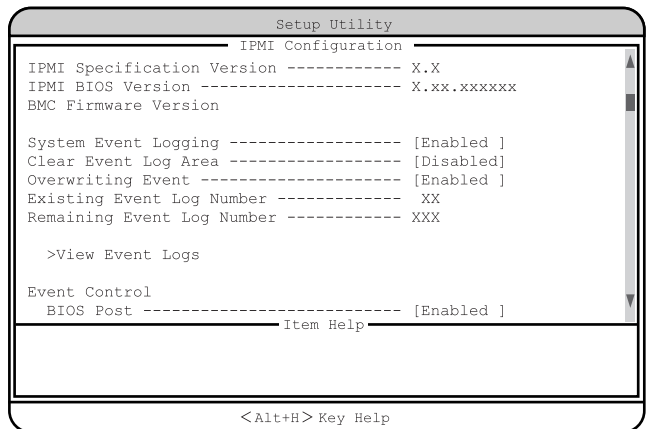 Setup Utility
IPMI Configuration
IPMI Specification Version ------------ X.X
IPMI BIOS Version --------------------- X.xx.xxxxxx
BMC Firmware Version
System Event Logging ------------------ [Enabled ]
Clear Event Log Area ------------------ [Disabled]
Overwriting Event --------------------- [Enabled ]
Existing Event Log Number ------------- XX
Remaining Event Log Number ------------ XXX
>View Event Logs
Event Control
BIOS Post --------------------------- [Enabled ]
Item Help
<Alt+H> Key Help